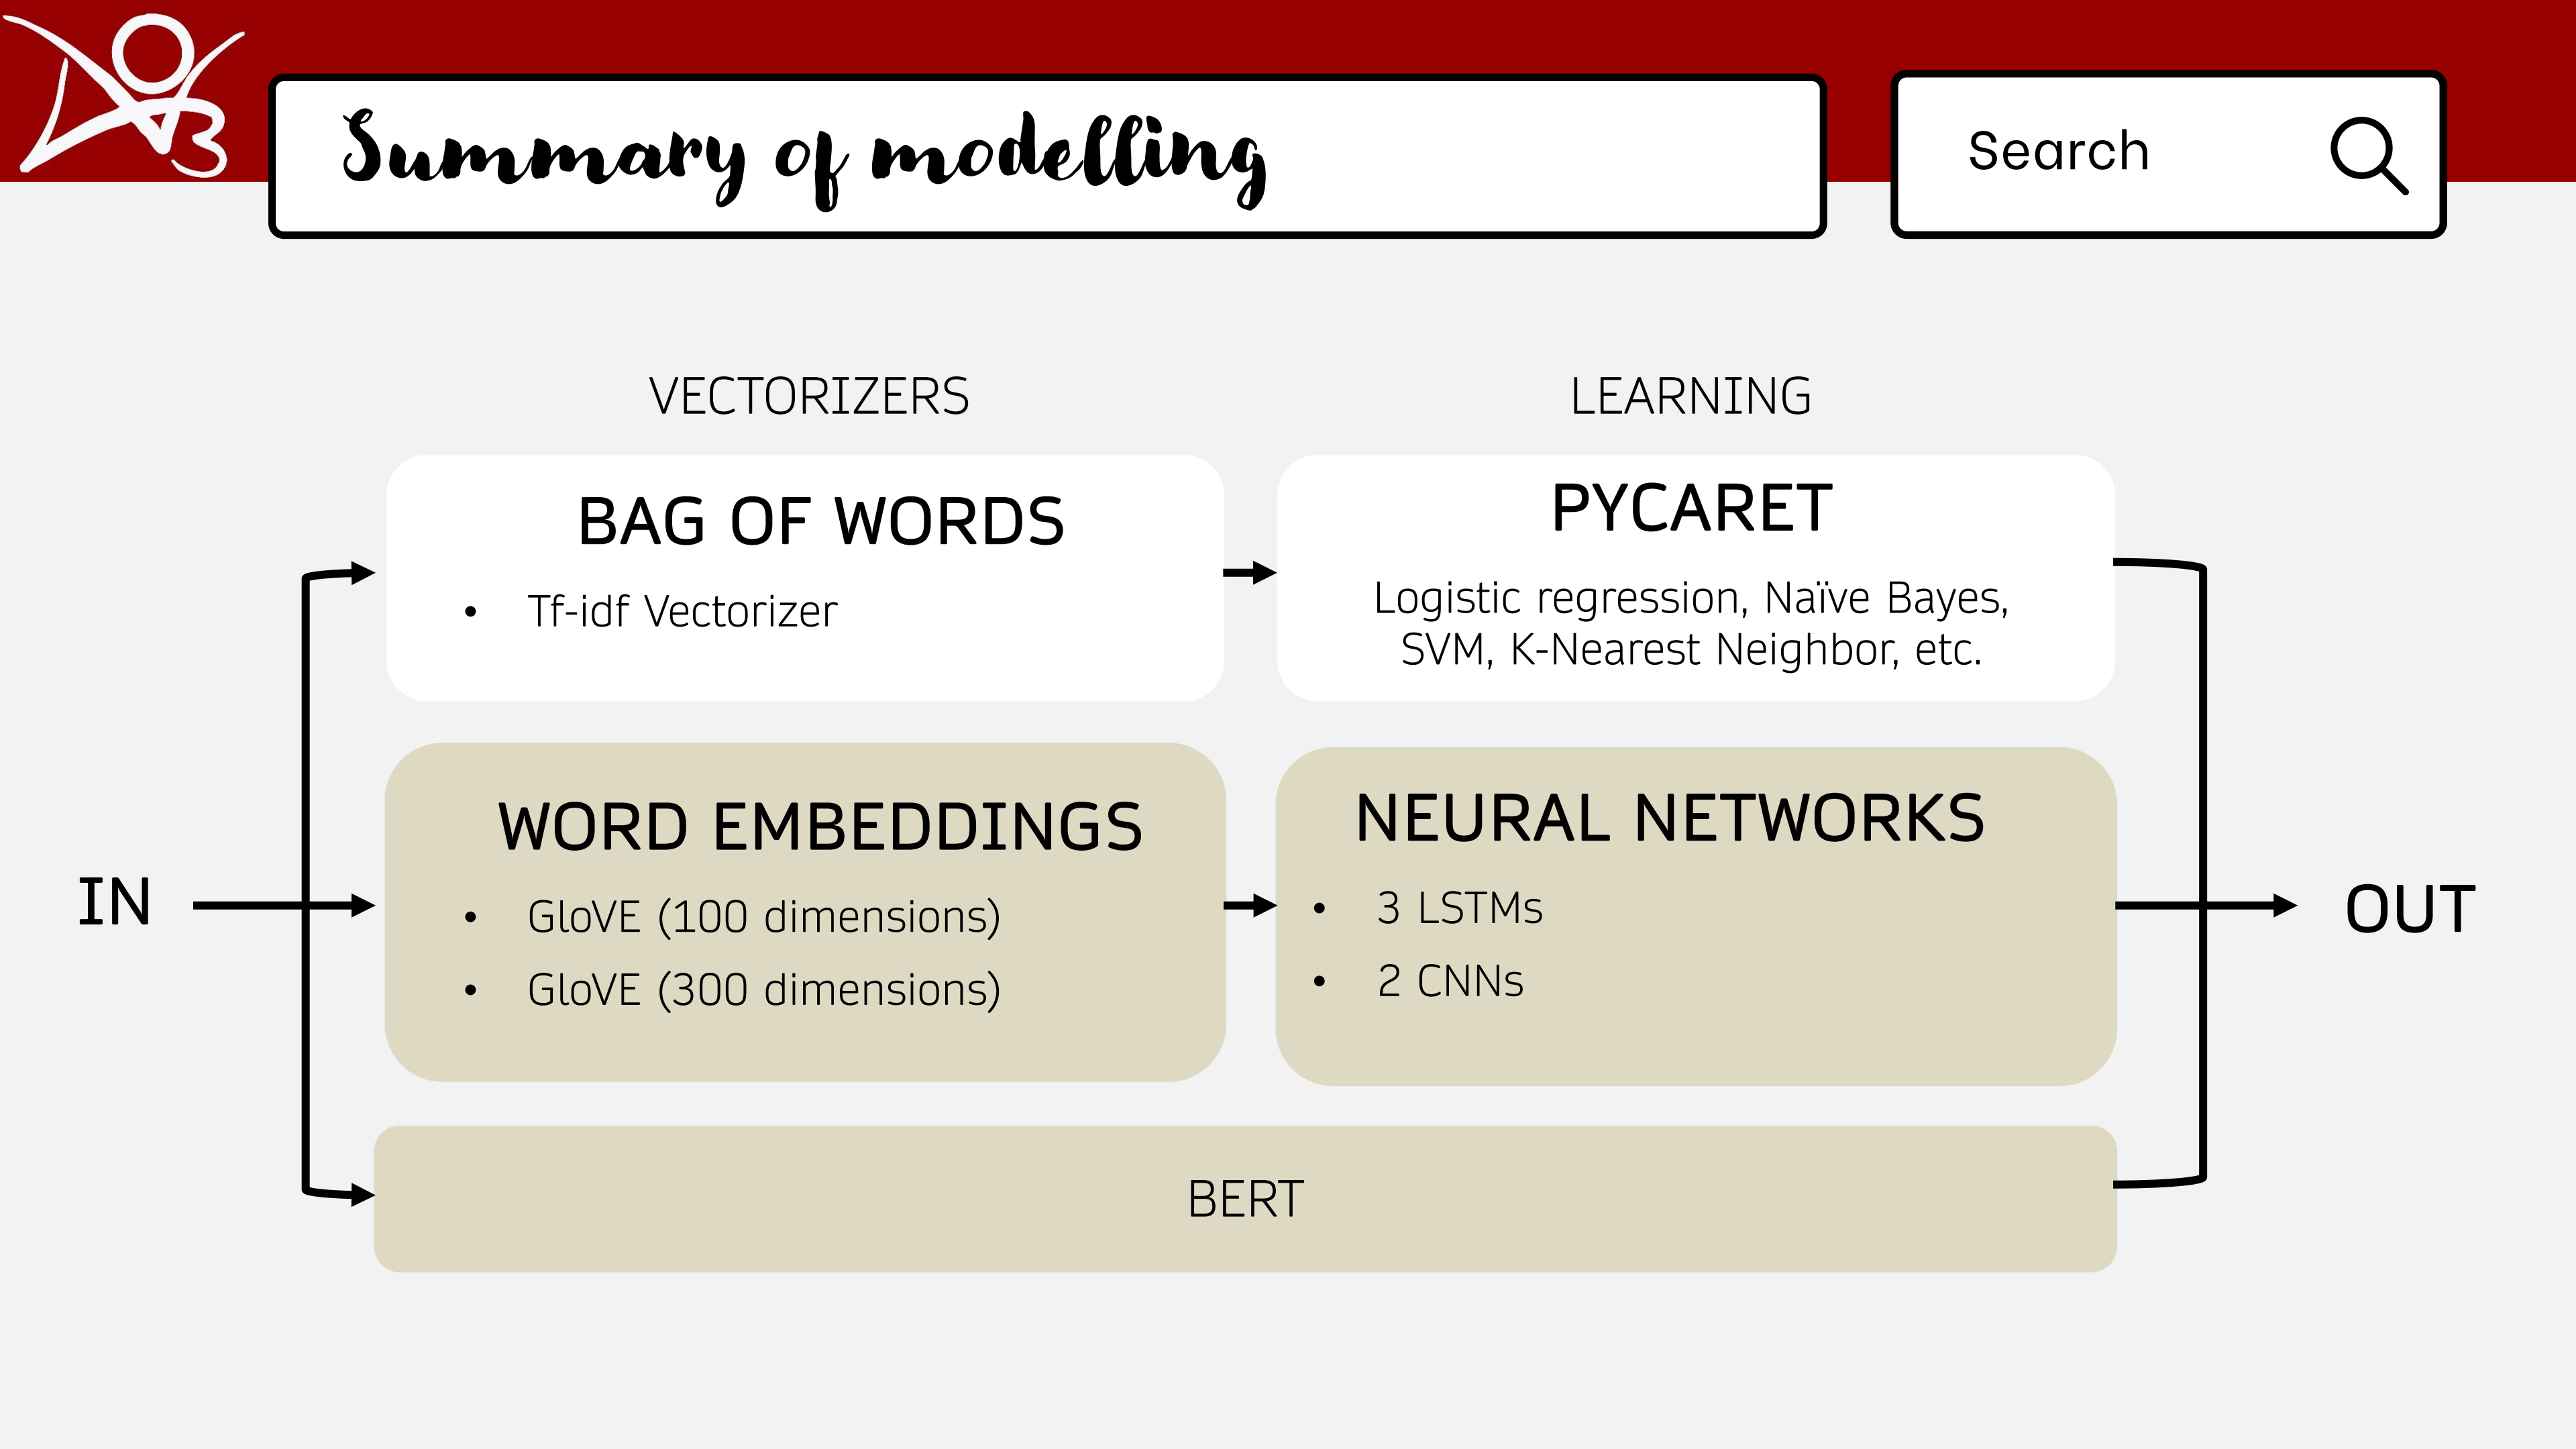 Summary of modelling
Search
VECTORIZERS
LEARNING
BAG OF WORDS
• Tf-idf Vectorizer
PYCARET
Logistic regression, Naïve Bayes,
SVM, K-Nearest Neighbor, etc.
WORD EMBEDDINGS
• GloVE (100 dimensions)
• GloVE (300 dimensions)
NEURAL NETWORKS
• 3 LSTMs
• 2 CNNs
IN
OUT
BERT